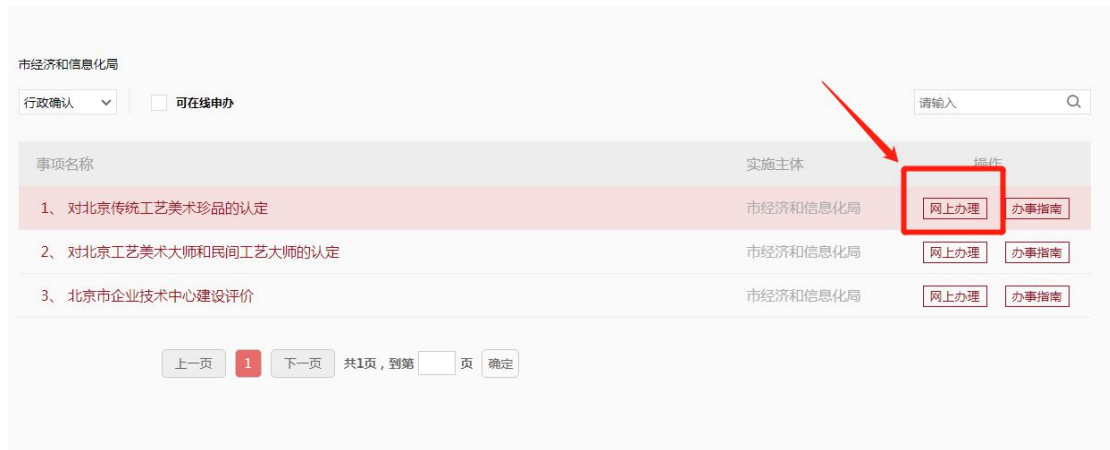 市经济和信息化局
行政确认 可在线申办 请输入
事项名称 实施主体 操作
1、 对北京传统工艺美术珍品的认定 市经济和信息化局 网上办理 办事指南
2、 对北京工艺美术大师和民间工艺大师的认定 市经济和信息化局 网上办理 办事指南
3、 北京市企业技术中心建设评价 市经济和信息化局 网上办理 办事指南
上一页 1 下一页 共1页，到第 页 确定